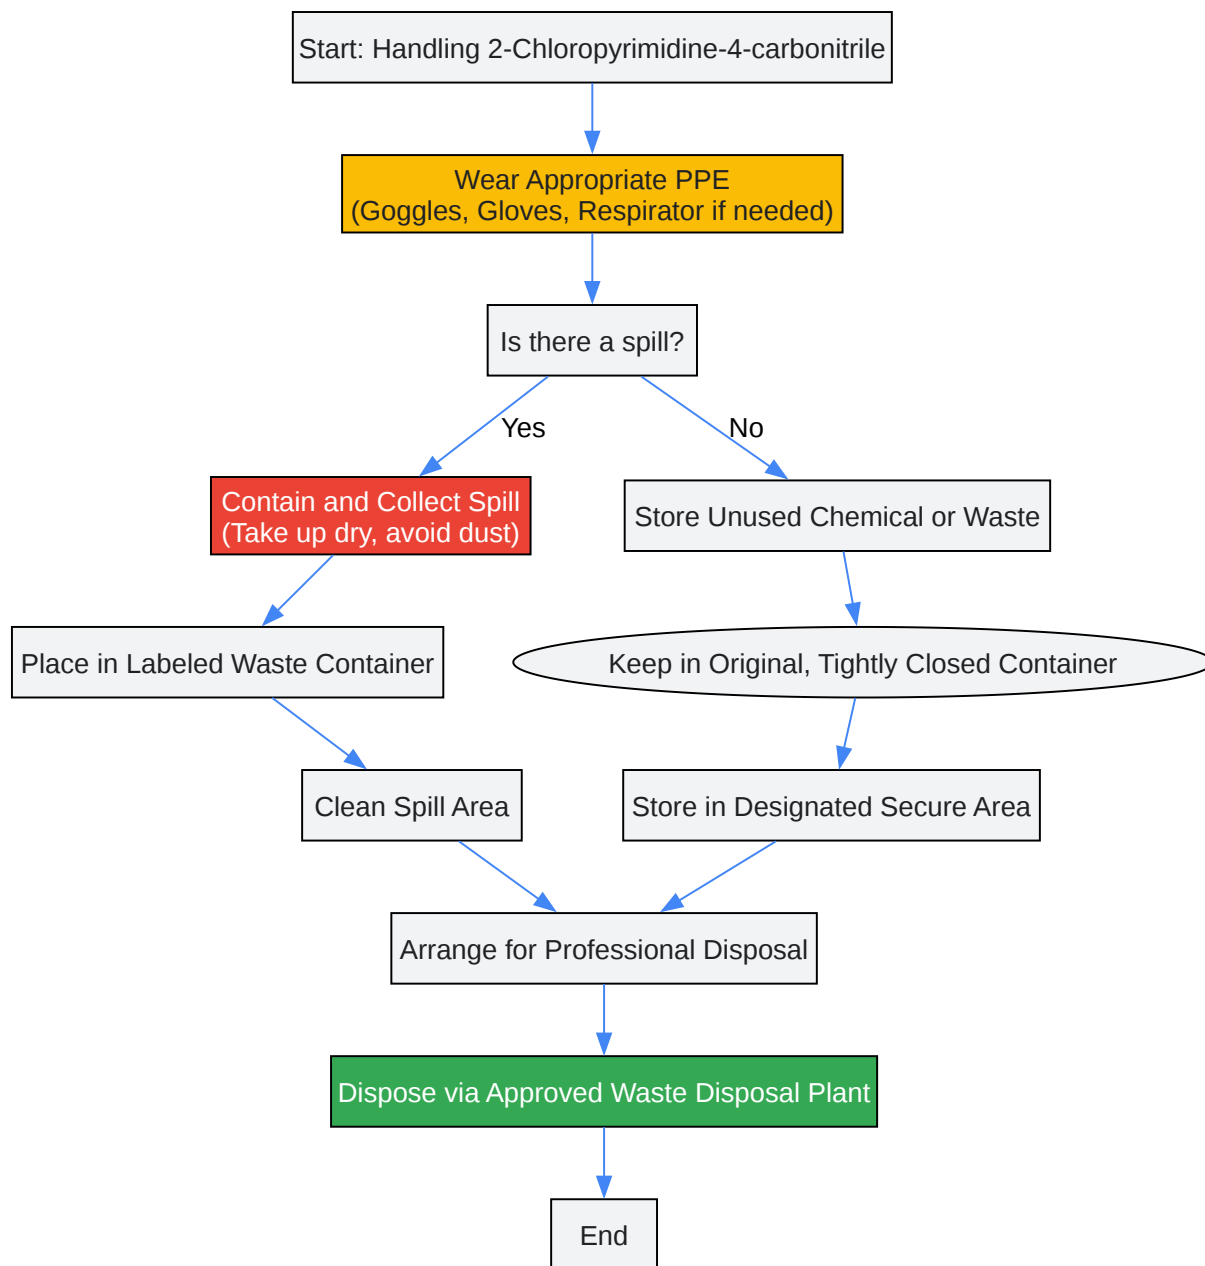 Start: Handling 2-Chloropyrimidine-4-carbonitrile
Wear Appropriate PPE
(Goggles, Gloves, Respirator if needed)
Is there a spill?
Yes
No
Contain and Collect Spill
(Take up dry, avoid dust)
Store Unused Chemical or Waste
Place in Labeled Waste Container
Keep in Original, Tightly Closed Container
Clean Spill Area
Store in Designated Secure Area
Arrange for Professional Disposal
Dispose via Approved Waste Disposal Plant
End